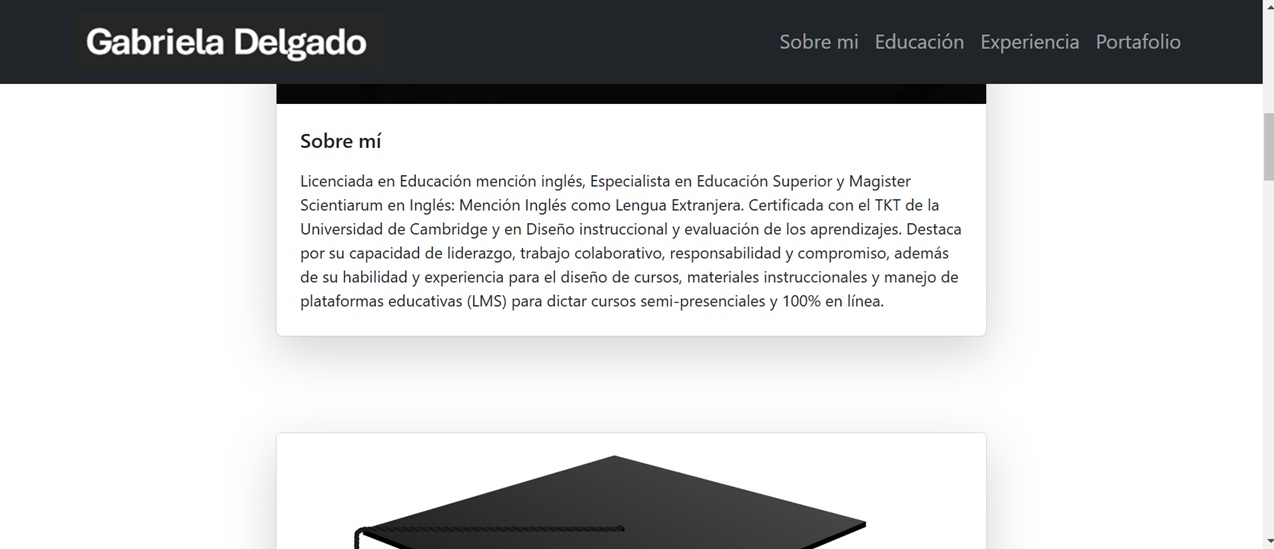 Gabriela Delgado
Sobre mi Educación Experiencia Portafolio
Sobre mí
Licenciada en Educación mención inglés, Especialista en Educación Superior y Magister
Scientiarum en Inglés: Mención Inglés como Lengua Extranjera. Certificada con el TKT de la
Universidad de Cambridge y en Diseño instruccional y evaluación de los aprendizajes. Destaca
por su capacidad de liderazgo, trabajo colaborativo, responsabilidad y compromiso, además
de su habilidad y experiencia para el diseño de cursos, materiales instruccionales y manejo de
plataformas educativas (LMS) para dictar cursos semi-presenciales y 100% en línea.